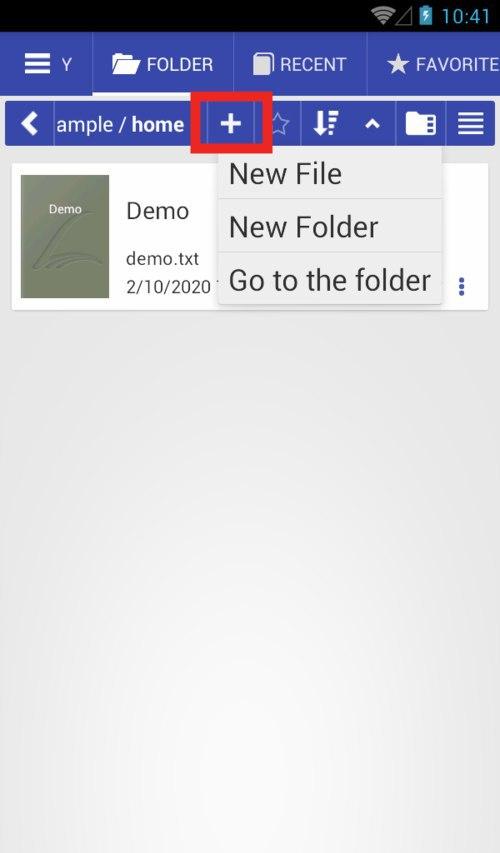 10:41
Y FOLDER RECENT FAVORITE
ample / home
New File
New Folder
Go to the folder
Demo
Demo
demo.txt
2/10/2020